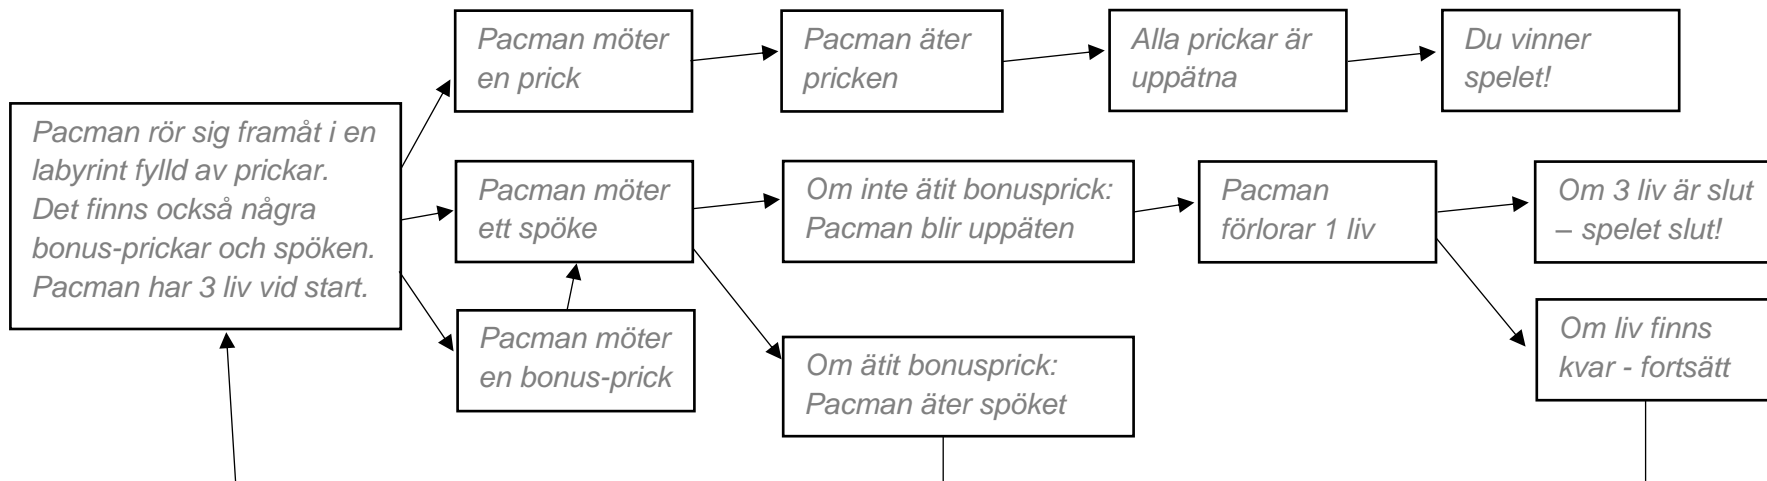 Pacman rör sig framåt i en
labyrint fylld av prickar.
Det finns också några
bonus-prickar och spöken.
Pacman har 3 liv vid start.
Pacman möter
en prick
Pacman äter
pricken
Alla prickar är
uppätna
Du vinner
spelet!
Pacman möter
ett spöke
Om inte ätit bonusprick:
Pacman blir uppäten
Pacman
förlorar 1 liv
Om 3 liv är slut
– spelet slut!
Pacman möter
en bonus-prick
Om ätit bonusprick:
Pacman äter spöket
Om liv finns
kvar - fortsätt